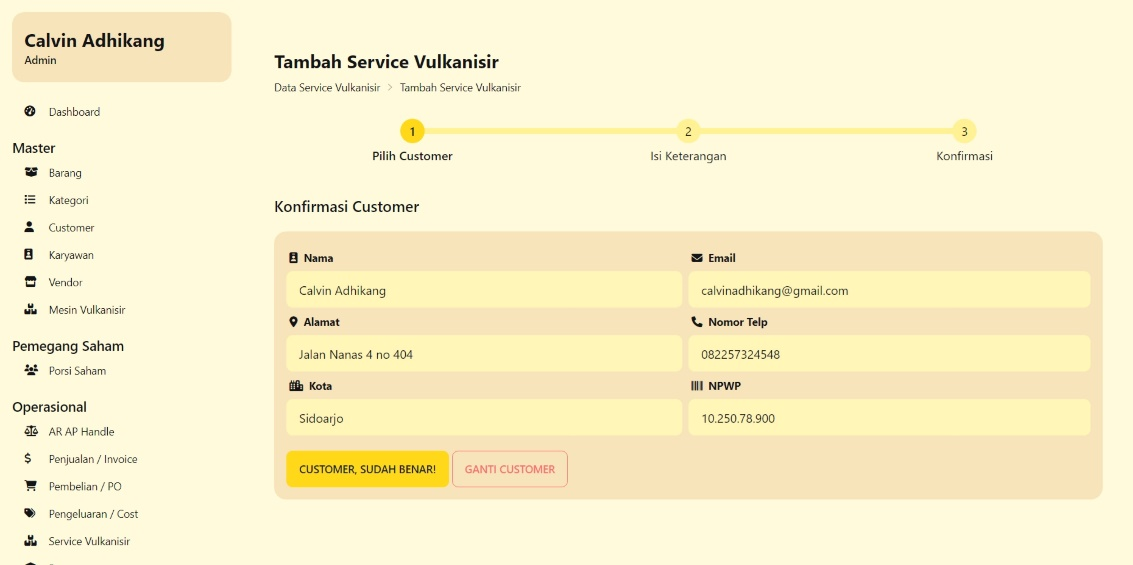 Calvin Adhikang
Admin
Dashboard
Master
Barang
Kategori
Customer
Karyawan
Vendor
Mesin Vulkanisir
Pemegang Saham
Porsi Saham
Operasional
AR AP Handle
Penjualan / Invoice
Pembelian / PO
Pengeluaran / Cost
Service Vulkanisir
Tambah Service Vulkanisir
Data Service Vulkanisir > Tambah Service Vulkanisir
1 2 3
Pilih Customer Isi Keterangan Konfirmasi
Konfirmasi Customer
Nama Email
Calvin Adhikang calvinadhikang@gmail.com
Alamat Nomor Telp
Jalan Nanas 4 no 404 082257324548
Kota NPWP
Sidoarjo 10.250.78.900
CUSTOMER, SUDAH BENAR! GANTI CUSTOMER